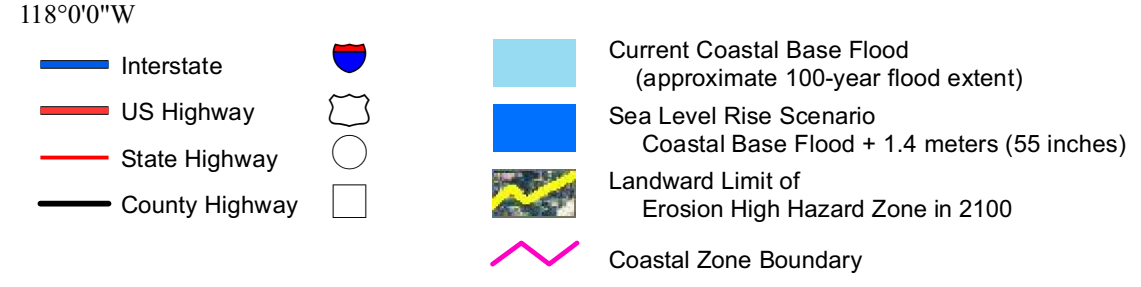 118°0'0"W
Interstate
US Highway
State Highway
County Highway
Current Coastal Base Flood
(approximate 100-year flood extent)
Sea Level Rise Scenario
Coastal Base Flood + 1.4 meters (55 inches)
Landward Limit of
Erosion High Hazard Zone in 2100
Coastal Zone Boundary